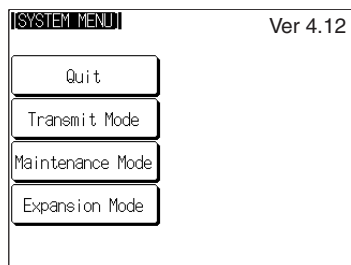 [SYSTEM MENU]
Ver 4.12
Quit
Transmit Mode
Maintenance Mode
Expansion Mode